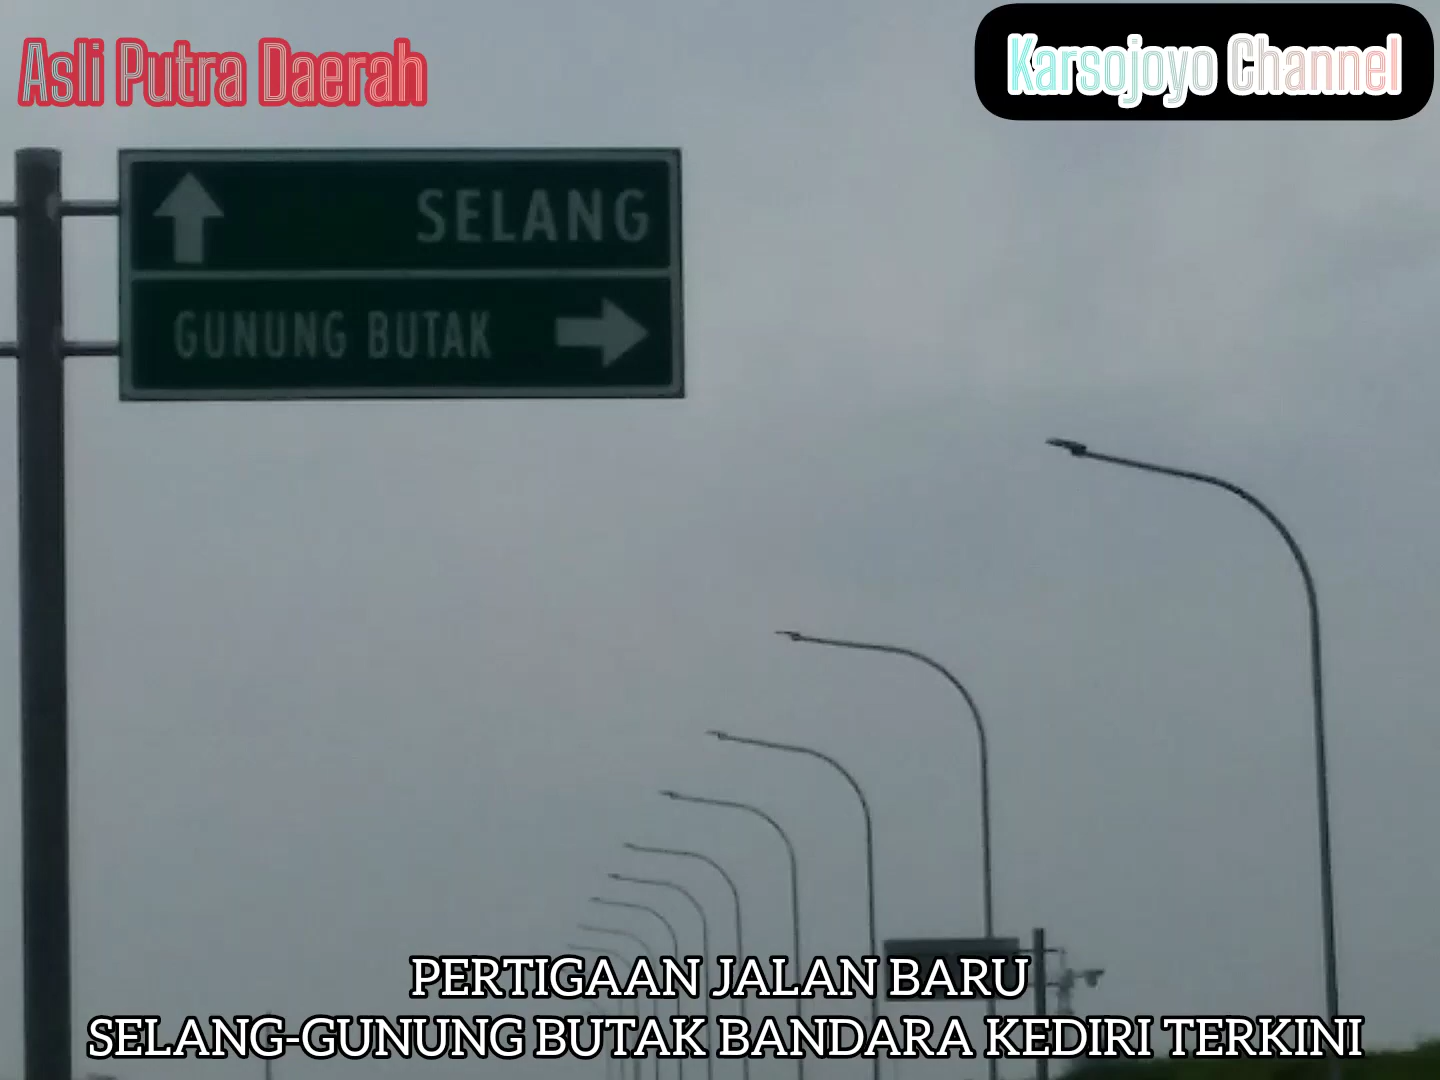 Asli Putra Daerah
Karsojoyo Channel
SELANG
GUNUNG BUTAK
PERTIGAAN JALAN BARU
SELANG-GUNUNG BUTAK BANDARA KEDIRI TERKINI